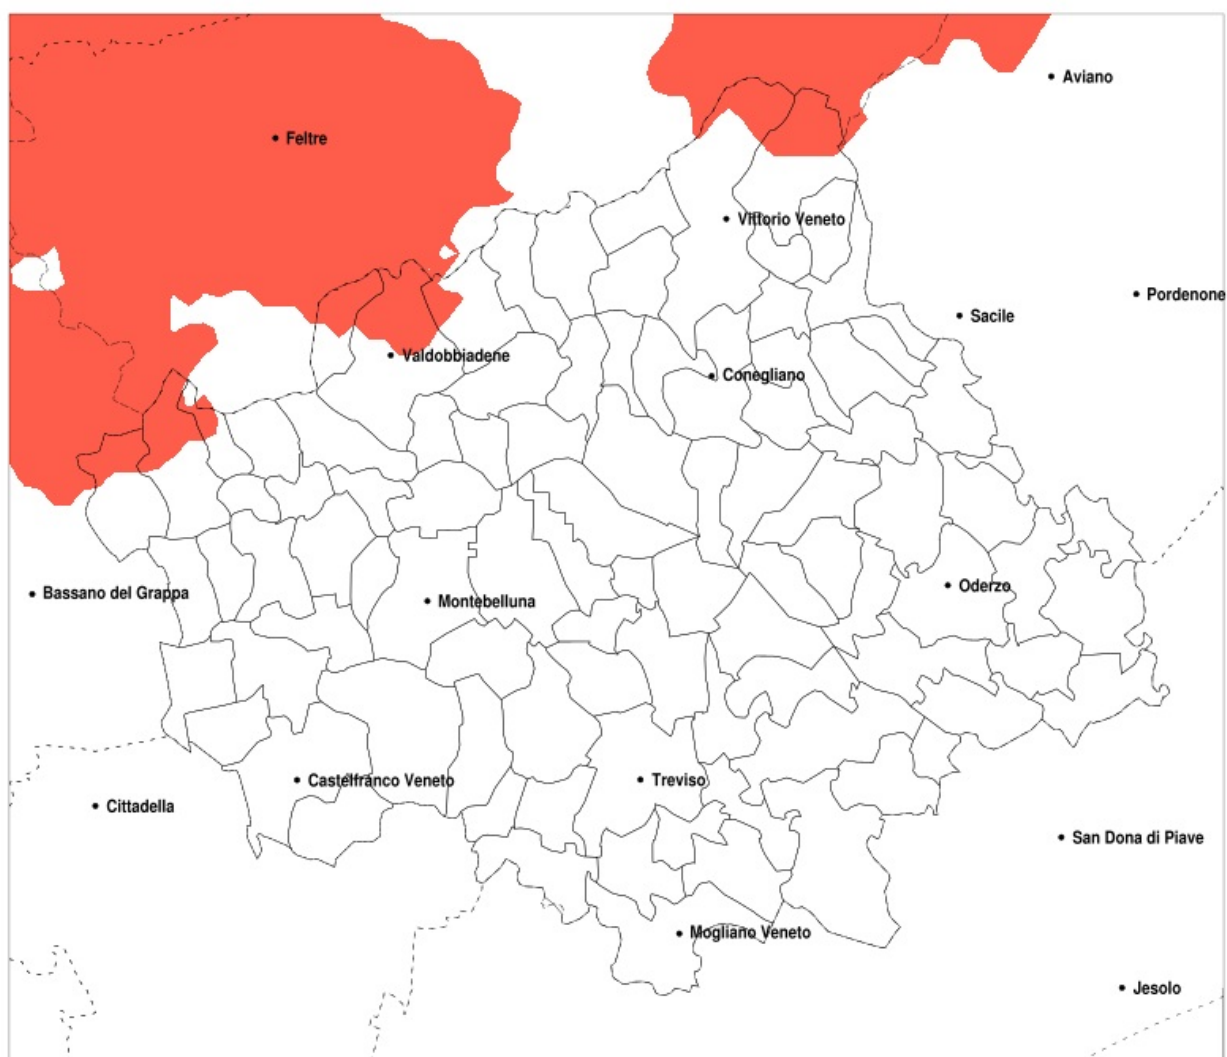 Aviano
Feltre
Vittorio Veneto
Pordenone
Sacile
Valdobbiadene
Conegliano
Bassano del Grappa
Oderzo
Montebelluna
Castelfranco Veneto
Treviso
Cittadella
San Dona di Piave
Mogliano Veneto
Jesolo